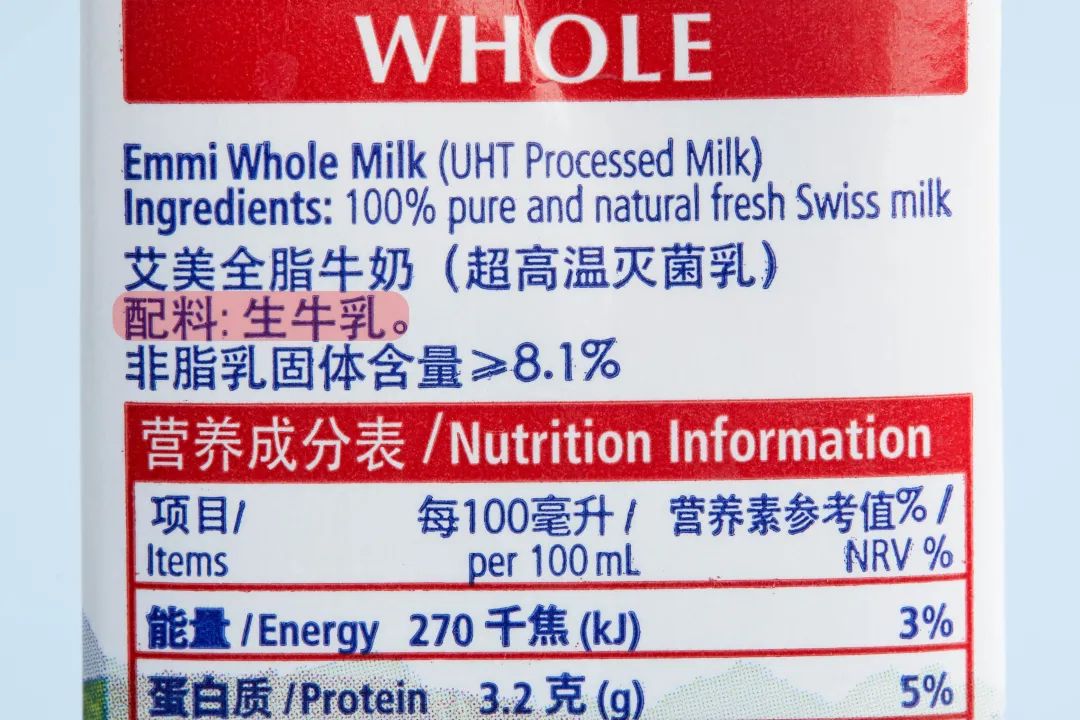 WHOLE
Emmi Whole Milk (UHT Processed Milk)
Ingredients: 100% pure and natural fresh Swiss milk
艾美全脂牛奶（超高温灭菌乳）
配料: 生牛乳。
非脂乳固体含量≥8.1%
营养成分表 /Nutrition Information
项目/ 每100毫升 / 营养素参考值% /
Items per 100 mL NRV %
能量 /Energy 270 千焦 (kJ) 3%
蛋白质 /Protein 3.2 克 (g) 5%